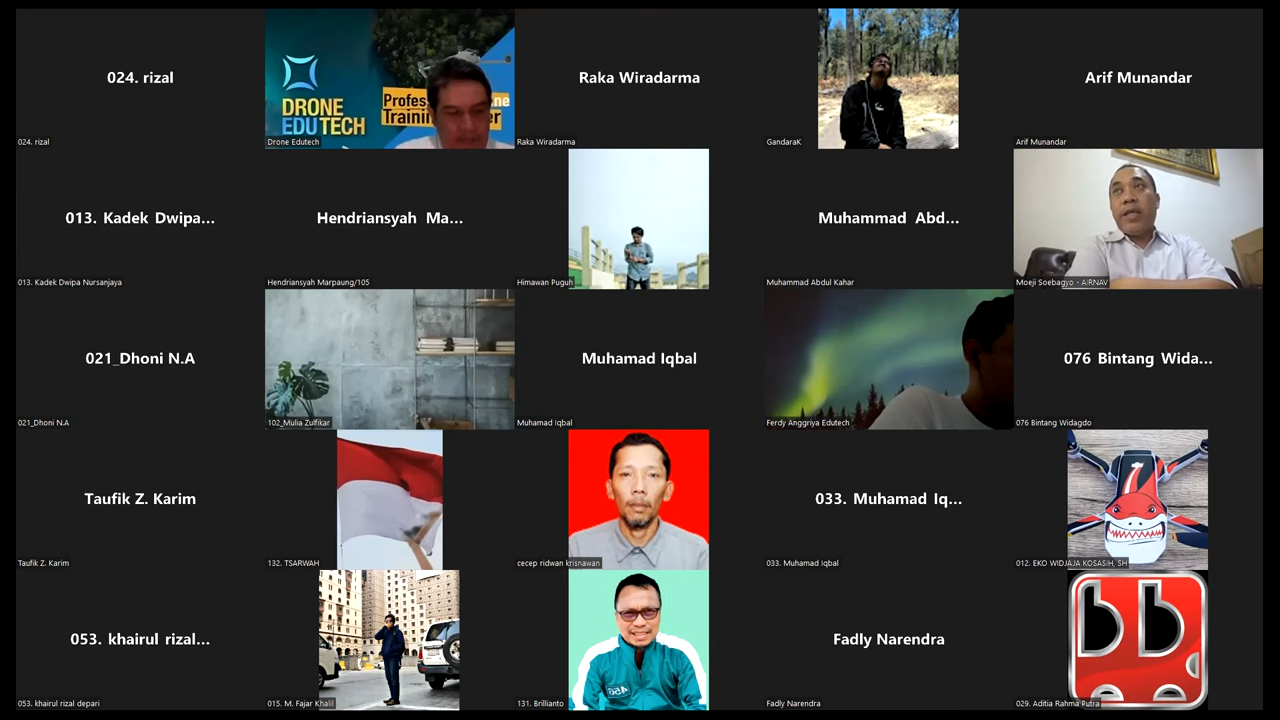 024. rizal
024. rizal
DRONE
EDUTECH
Drone Edutech
Raka Wiradarma
Raka Wiradarma
GandaraK
Arif Munandar
Arif Munandar
013. Kadek Dwipa...
013. Kadek Dwipa Nursanjaya
Hendriansyah Ma...
Hendriansyah Marpaung/105
Himawan Puguh
Muhammad Abd...
Muhammad Abdul Kahar
Moeji Soebagyo - AIRNAV
021_Dhoni N.A
021_Dhoni N.A
102_Mulia Zulfikar
Muhamad Iqbal
Muhamad Iqbal
Ferdy Anggriya Edutech
076 Bintang Wida...
076 Bintang Widagdo
Taufik Z. Karim
Taufik Z. Karim
132. TSARWAH
cecep ridwan krisnawan
033. Muhamad Iq...
033. Muhamad Iqbal
012. EKO WIDJAJA KOSASIH, SH
053. khairul rizal...
053. khairul rizal depari
015. M. Fajar Khalil
131. Brillianto
Fadly Narendra
Fadly Narendra
bb
029. Aditia Rahma Putra